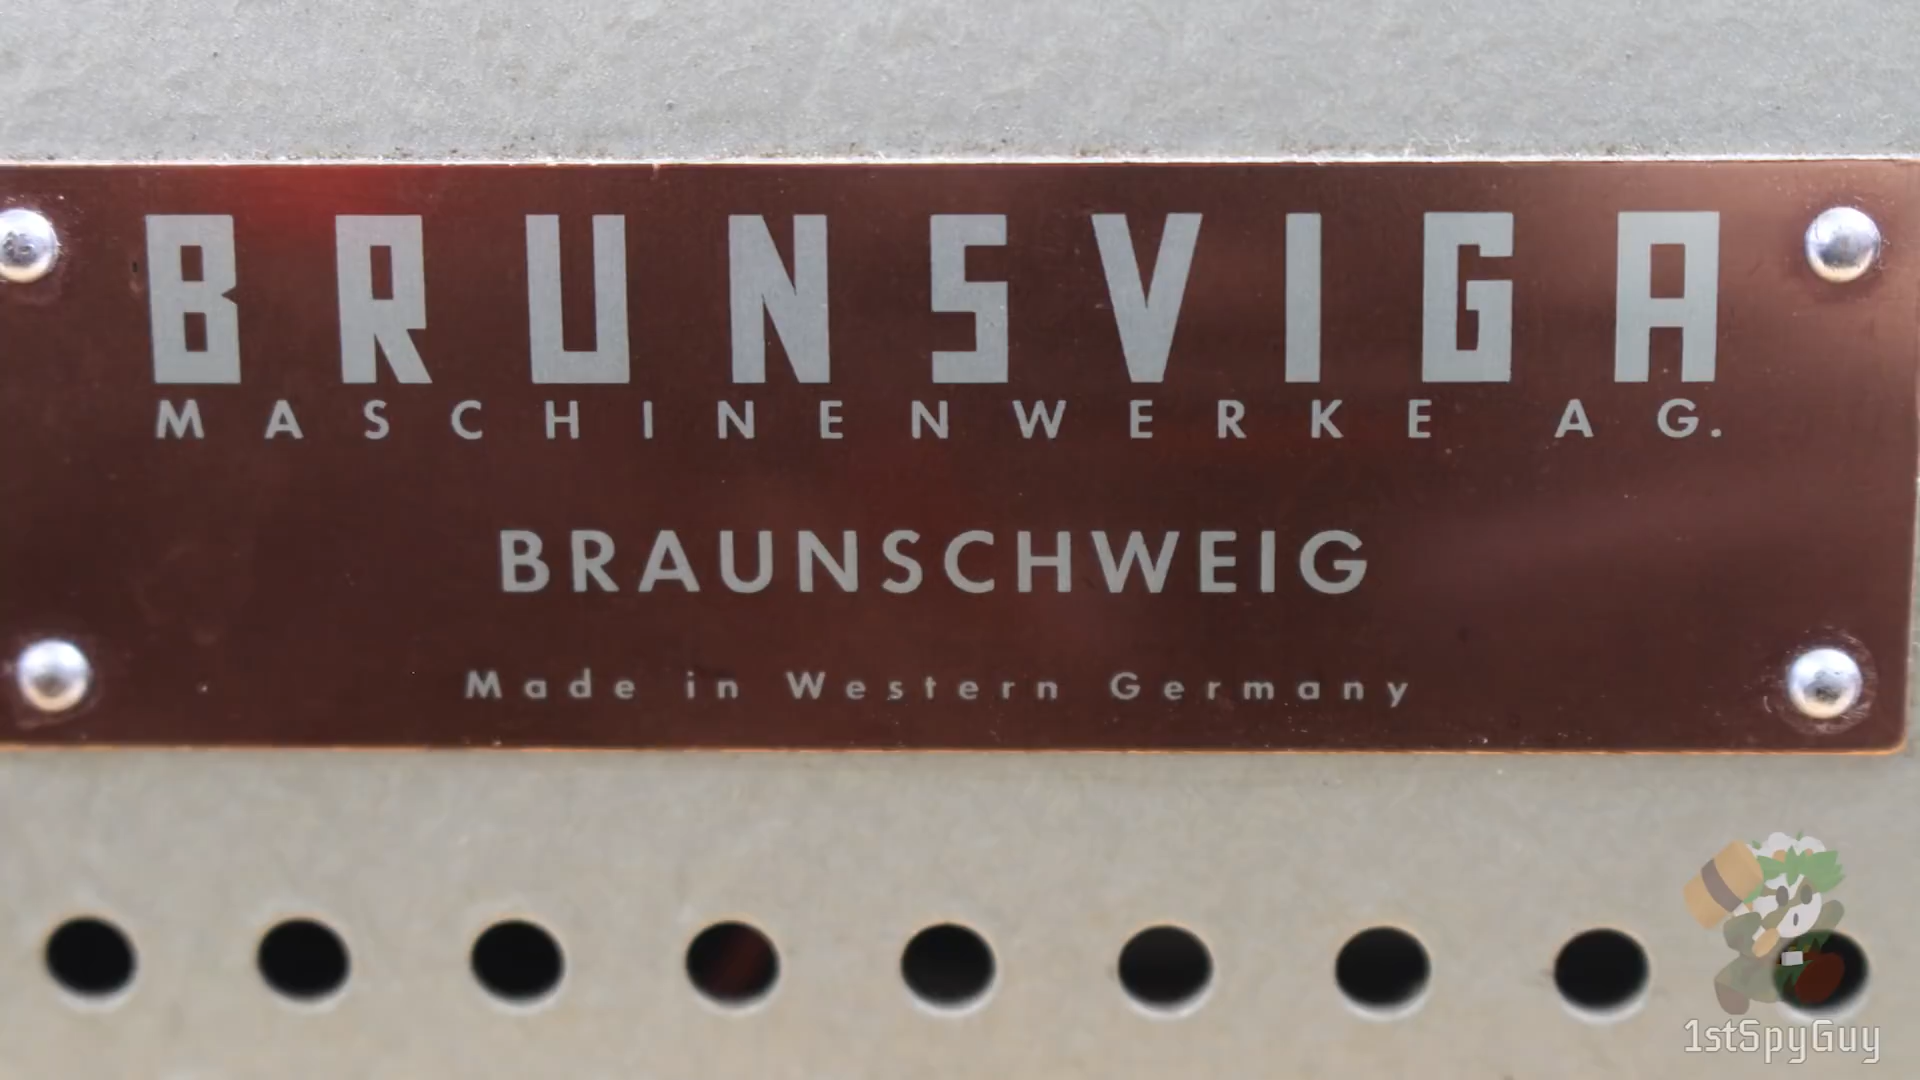 BRUNSVIGA
MASCHINENWERKE AG.
BRAUNSCHWEIG
Made in Western Germany
1stSpyGuy